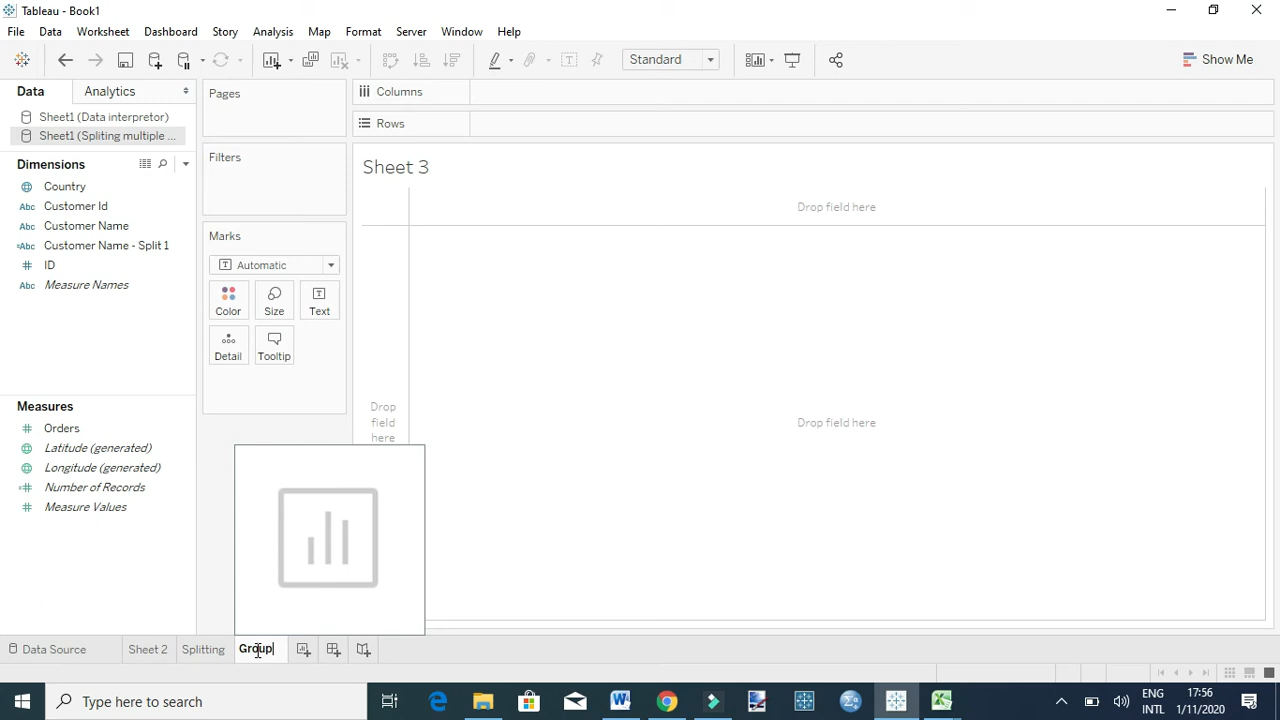 Tableau - Book1
File Data Worksheet Dashboard Story Analysis Map Format Server Window Help
Standard
Show Me
Data Analytics
Pages
Columns
Sheet1 (Data interpretor)
Rows
Sheet1 (Spliting multiple ...
Filters
Dimensions
Sheet 3
Country
Abc Customer Id
Drop field here
Abc Customer Name
Marks
=Abc Customer Name - Split 1
Automatic
# ID
Abc Measure Names
Color Size Text
Detail Tooltip
Measures
Drop
field
here
Drop field here
# Orders
Latitude (generated)
Longitude (generated)
=# Number of Records
# Measure Values
Data Source Sheet 2 Splitting Group
Type here to search
ENG
INTL
17:56
1/11/2020